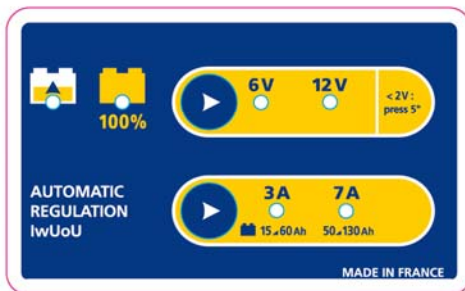 6V 12V
<2V :
press 5"
100%
AUTOMATIC
REGULATION
IwUoU
3A 7A
15◢60Ah 50◢130Ah
MADE IN FRANCE